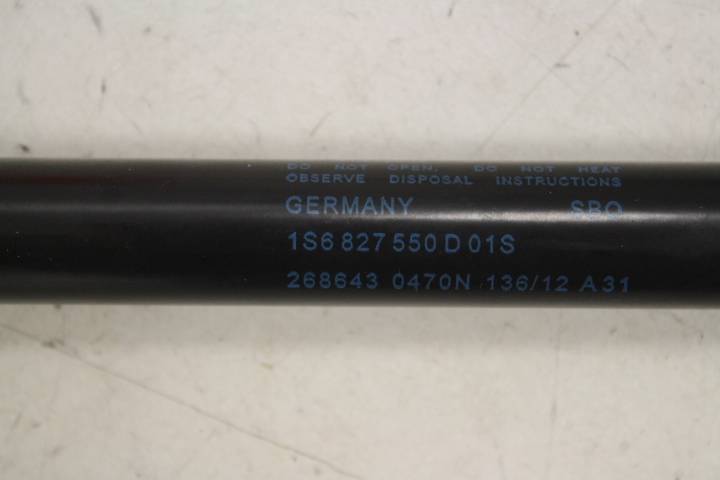 DO NOT OPEN, DO NOT HEAT
OBSERVE DISPOSAL INSTRUCTIONS
GERMANY SBO
1S6 827 550 D 01S
268643 0470N 136/12 A31